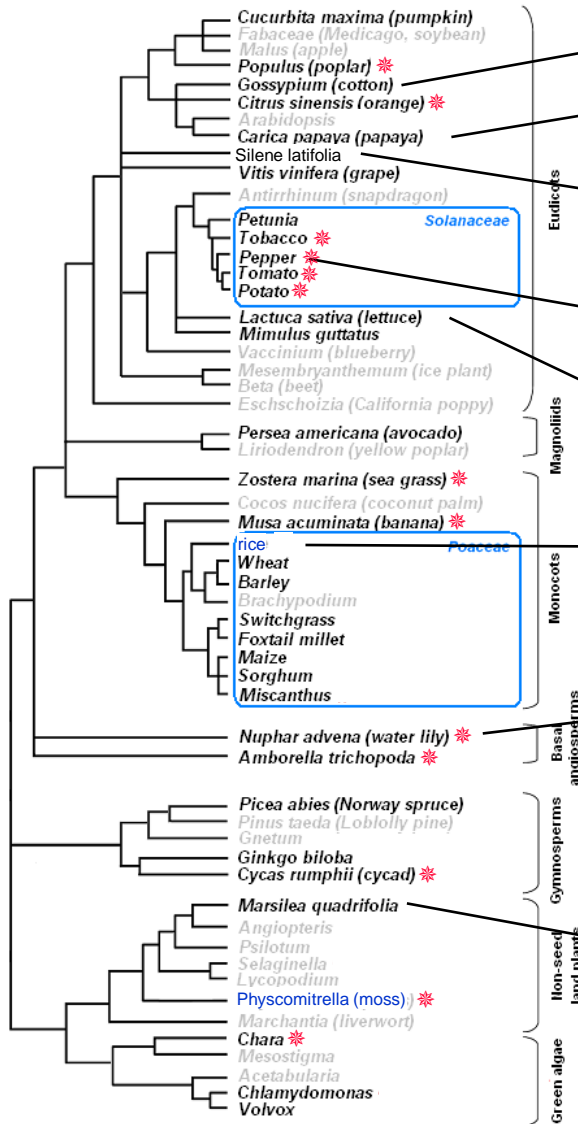 Cucurbita maxima (pumpkin)
Fabaceae (Medicago, soybean)
Malus (apple)
Populus (poplar)
Gossypium (cotton)
Citrus sinensis (orange)
Arabidopsis
Carica papaya (papaya)
Silene latifolia
Vitis vinifera (grape)
Antirrhinum (snapdragon)
Petunia
Solanaceae
Tobacco
Pepper
Tomato
Potato
Lactuca sativa (lettuce)
Mimulus guttatus
Vaccinium (blueberry)
Mesembryanthemum (ice plant)
Beta (beet)
Eschschoizia (California poppy)
Eudicots
Persea americana (avocado)
Liriodendron (yellow poplar)
Magnoliids
Zostera marina (sea grass)
Cocos nucifera (coconut palm)
Musa acuminata (banana)
rice
Poaceae
Wheat
Barley
Brachypodium
Switchgrass
Foxtail millet
Maize
Sorghum
Miscanthus
Monocots
Nuphar advena (water lily)
Amborella trichopoda
Basal
angiosperms
Picea abies (Norway spruce)
Pinus taeda (Loblolly pine)
Gnetum
Ginkgo biloba
Cycas rumphii (cycad)
Gymnosperms
Marsilea quadrifolia
Angiopteris
Psilotum
Selaginella
Lycopodium
Physcomitrella (moss)
Marchantia (liverwort)
Non-seed
land plants
Chara
Mesostigma
Acetabularia
Chlamydomonas
Volvox
Green algae